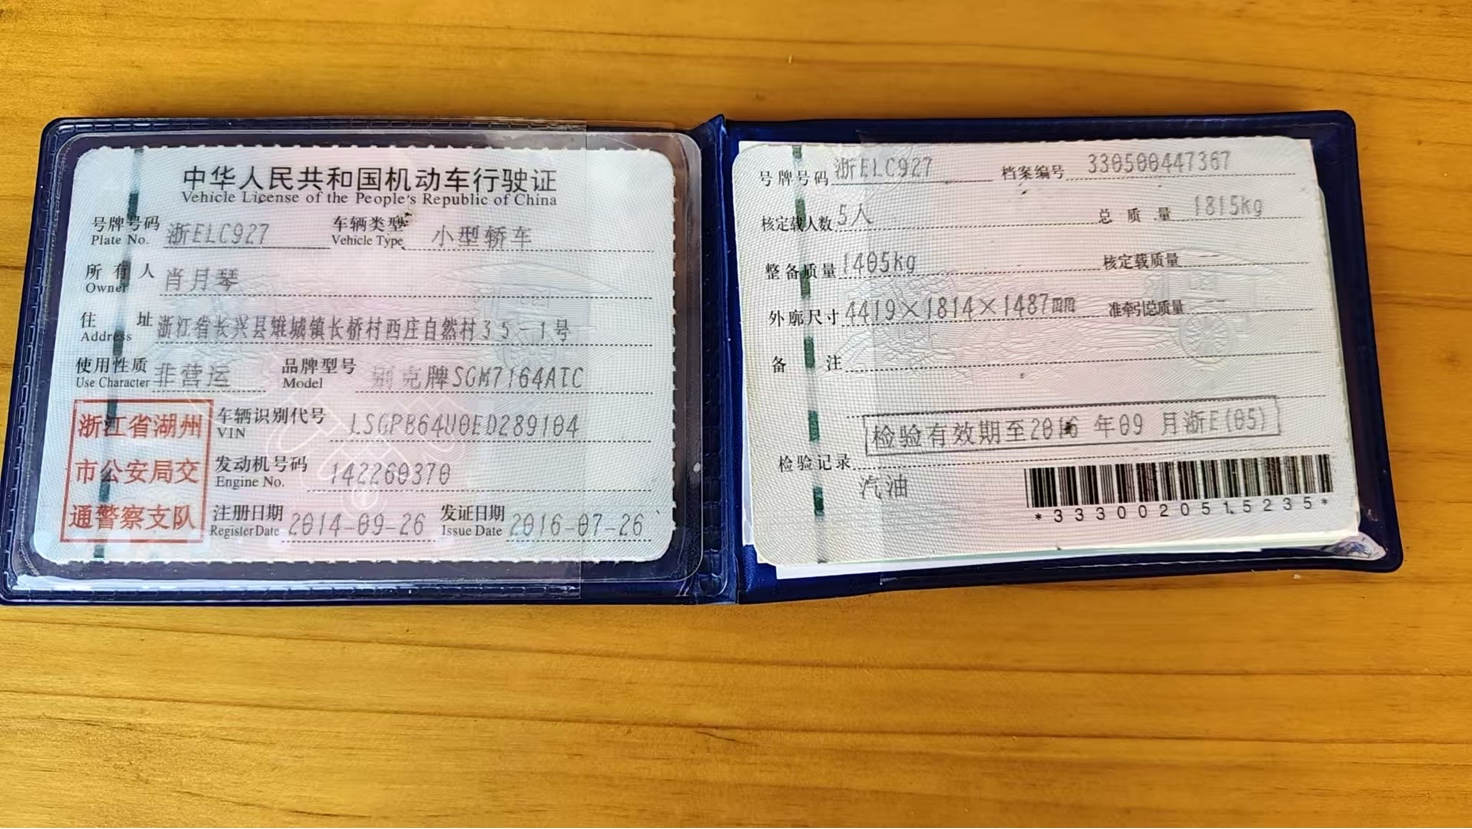 中华人民共和国机动车行驶证
Vehicle License of the People's Republic of China
号牌号码 浙ELC927 车辆类型 小型轿车
Plate No. Vehicle Type
所有人 肖月琴
Owner
住址 浙江省长兴县雉城镇长桥村西庄自然村35-1号
Address
使用性质 非营运 品牌型号 别克牌SGM7164ATC
Use Character Model
浙江省湖州
市公安局交
通警察支队
车辆识别代号 LSGPB64U0ED289104
VIN
发动机号码 142260370
Engine No.
注册日期 2014-09-26 发证日期 2016-07-26
Register Date Issue Date
号牌号码 浙ELC927 档案编号 330500447367
核定载人数 5人 总质量 1815kg
整备质量 1405kg 核定载质量 --
外廓尺寸 4419×1814×1487mm 准牵引总质量 --
备注
检验有效期至2016年09月浙E(05)
检验记录
汽油
*3330020515235*